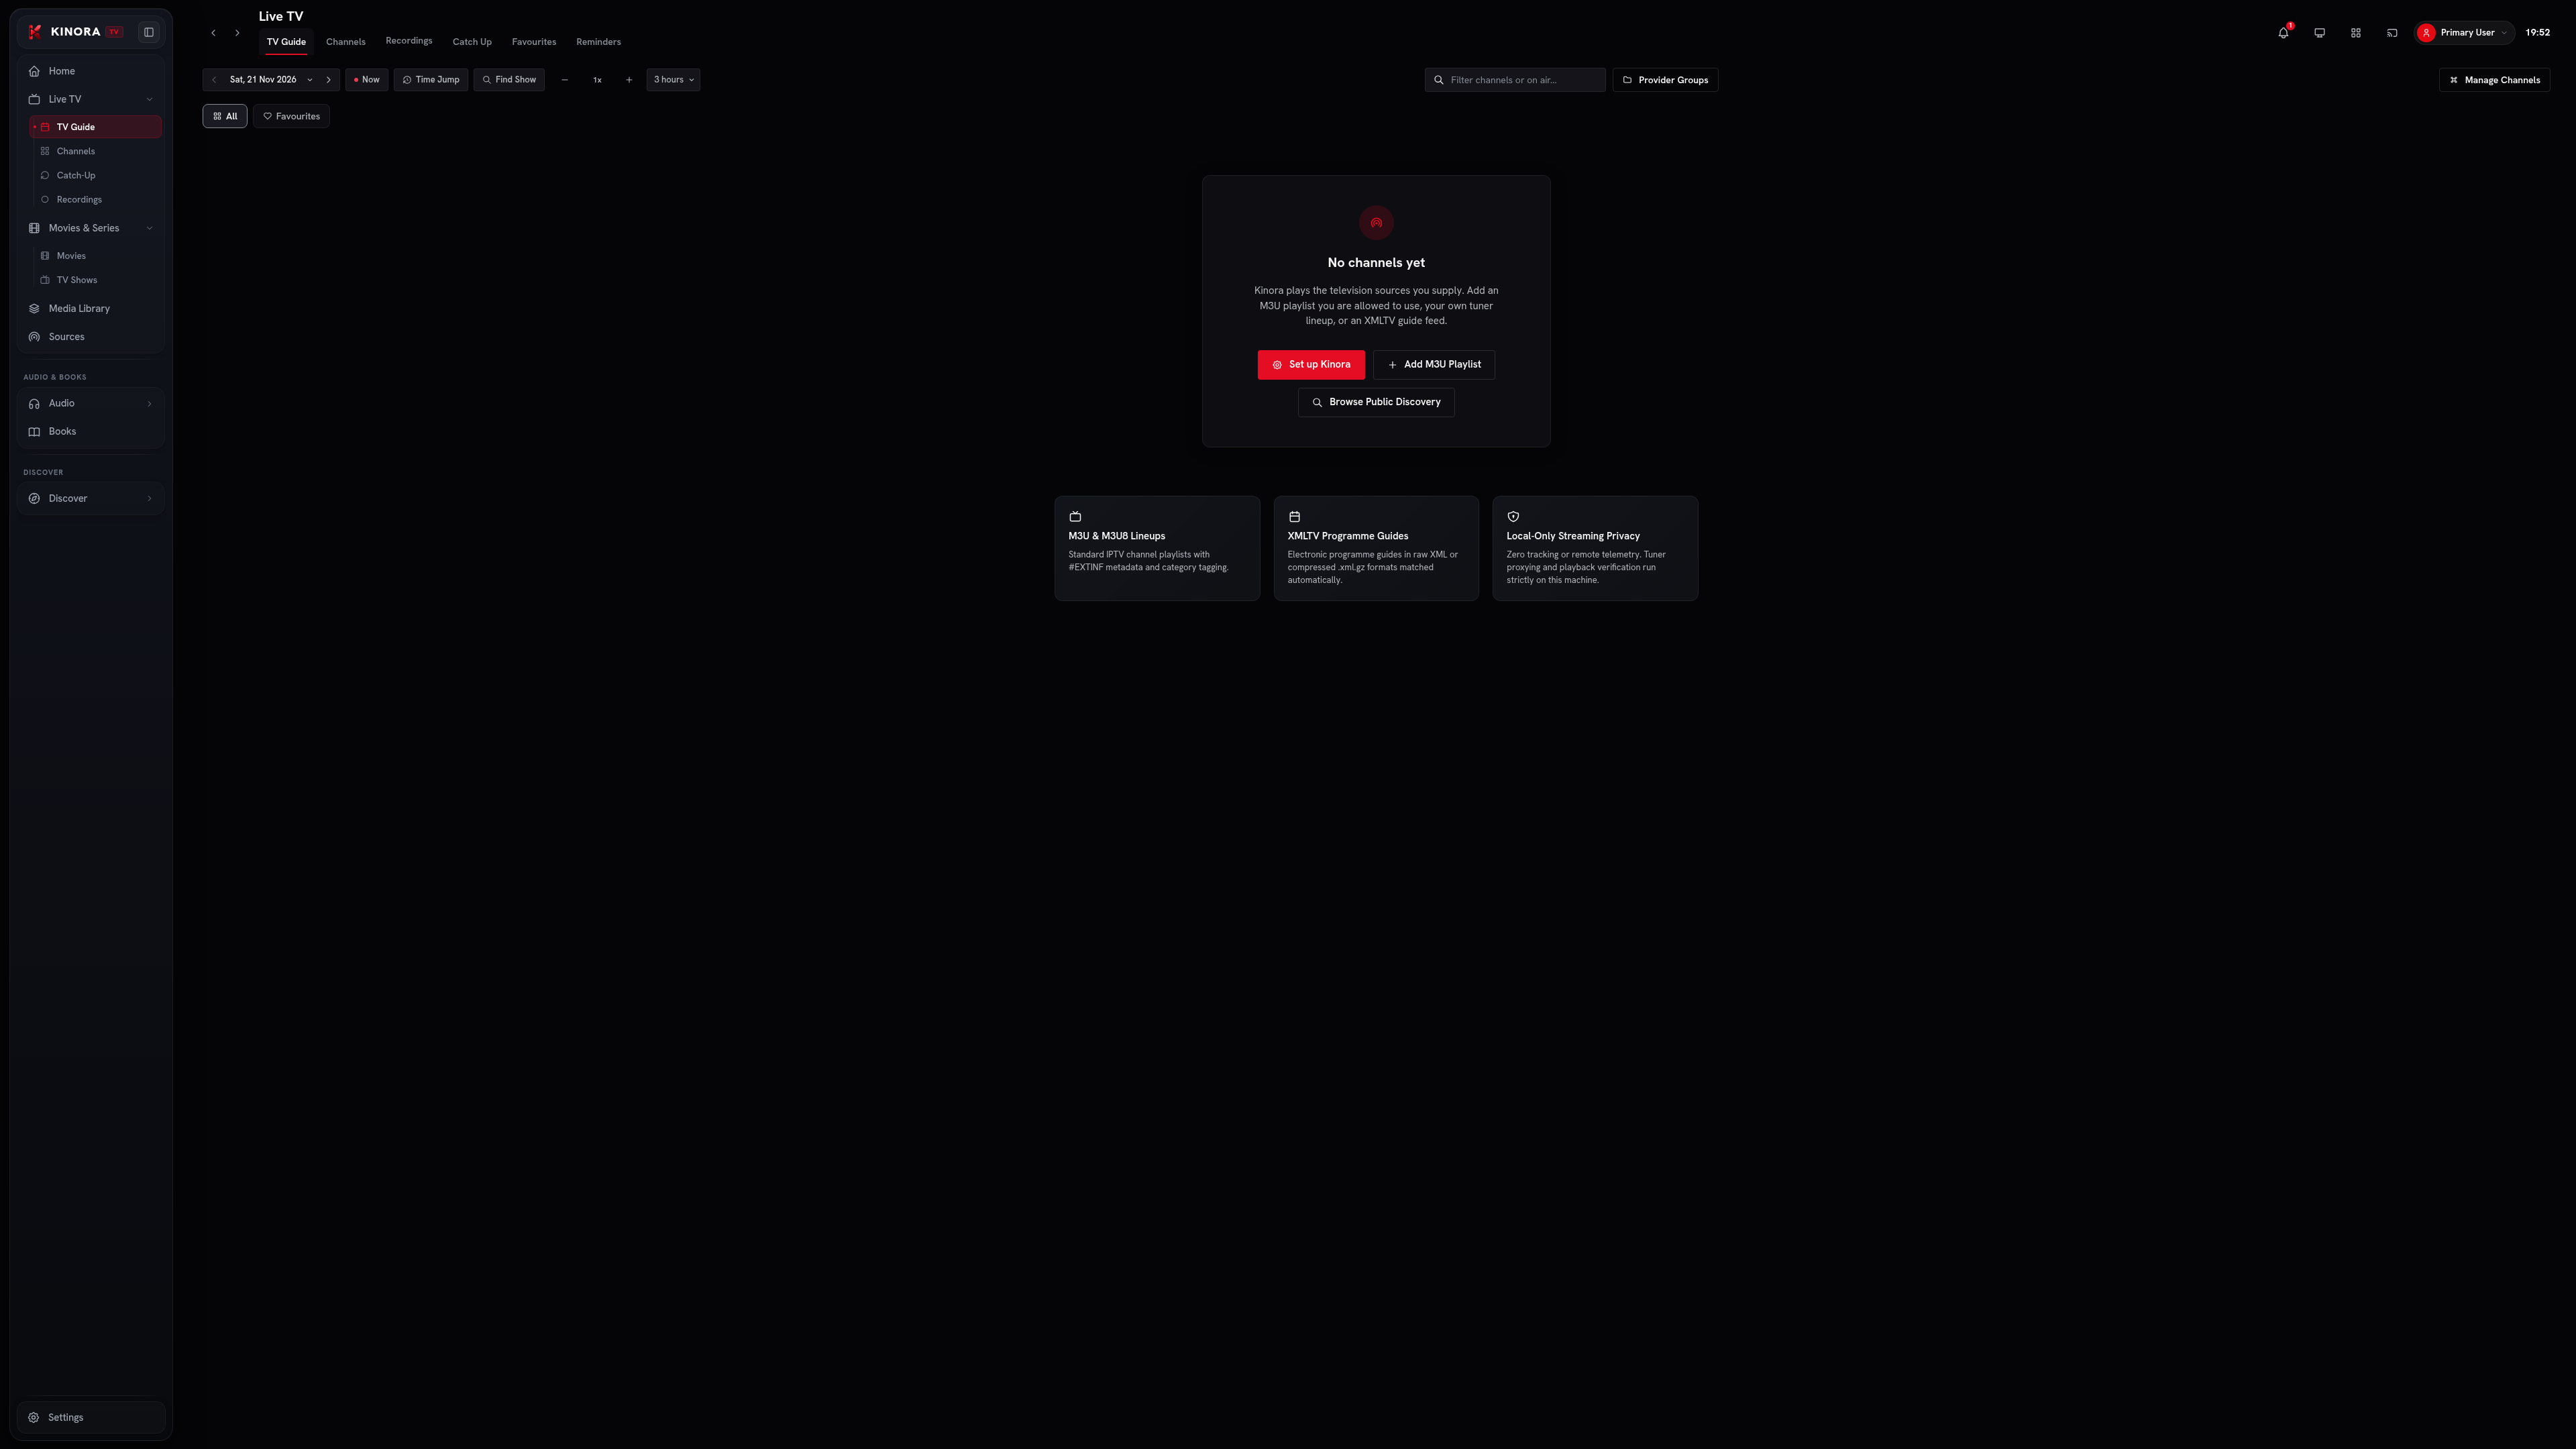 KINORA TV
Home
Live TV
TV Guide
Channels
Catch-Up
Recordings
Movies & Series
Movies
TV Shows
Media Library
Sources
AUDIO & BOOKS
Audio
Books
DISCOVER
Discover
Settings
Live TV
TV Guide Channels Recordings Catch Up Favourites Reminders
1
Primary User
19:52
Sat, 21 Nov 2026 Now Time Jump Find Show 1x 3 hours
Filter channels or on air... Provider Groups
Manage Channels
All Favourites
No channels yet
Kinora plays the television sources you supply. Add an
M3U playlist you are allowed to use, your own tuner
lineup, or an XMLTV guide feed.
Set up Kinora Add M3U Playlist
Browse Public Discovery
M3U & M3U8 Lineups
Standard IPTV channel playlists with
#EXTINF metadata and category tagging.
XMLTV Programme Guides
Electronic programme guides in raw XML or
compressed .xml.gz formats matched
automatically.
Local-Only Streaming Privacy
Zero tracking or remote telemetry. Tuner
proxying and playback verification run
strictly on this machine.